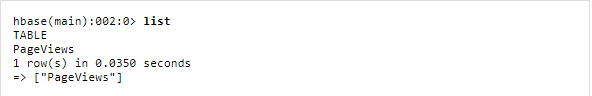 hbase(main):002:0> list
TABLE
PageViews
1 row(s) in 0.0350 seconds
=> ["PageViews"]